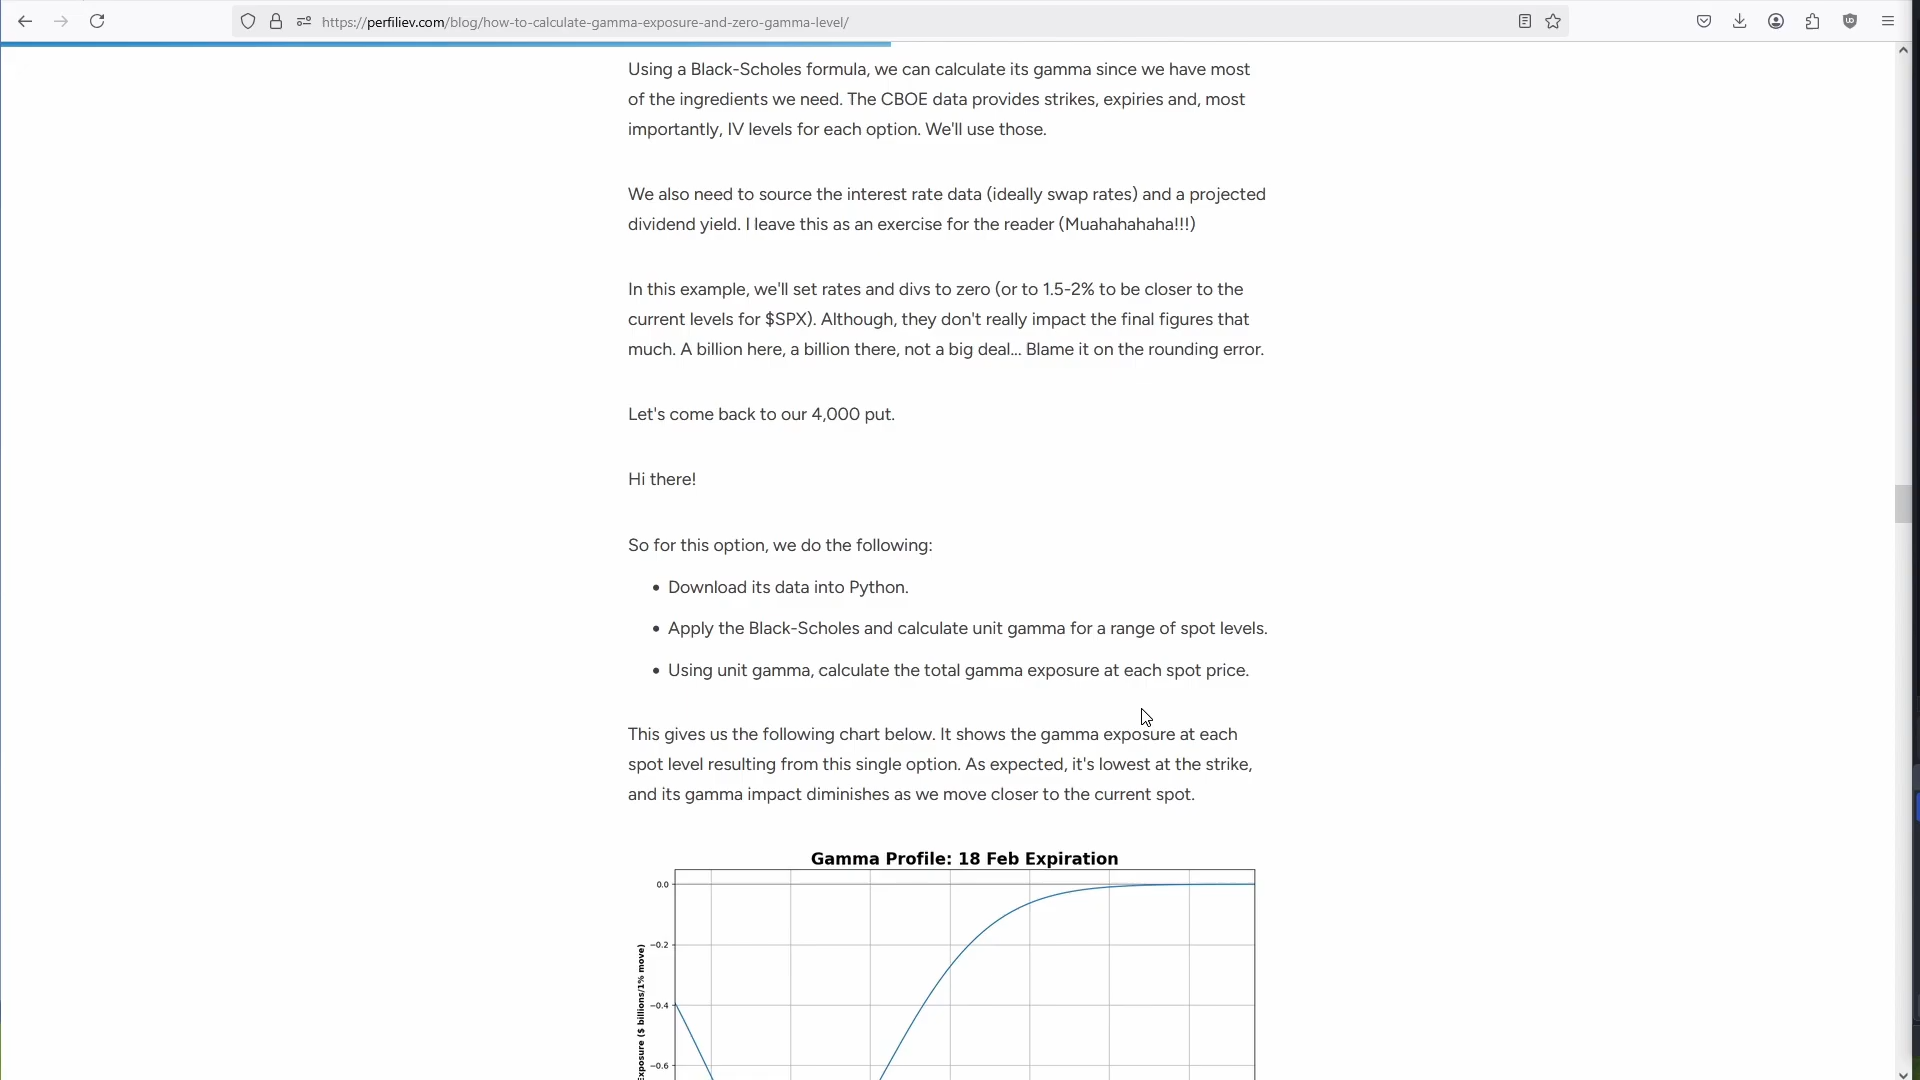 https://perfiliev.com/blog/how-to-calculate-gamma-exposure-and-zero-gamma-level/
Using a Black-Scholes formula, we can calculate its gamma since we have most
of the ingredients we need. The CBOE data provides strikes, expiries and, most
importantly, IV levels for each option. We'll use those.
We also need to source the interest rate data (ideally swap rates) and a projected
dividend yield. I leave this as an exercise for the reader (Muahahahaha!!!)
In this example, we'll set rates and divs to zero (or to 1.5-2% to be closer to the
current levels for $SPX). Although, they don't really impact the final figures that
much. A billion here, a billion there, not a big deal... Blame it on the rounding error.
Let's come back to our 4,000 put.
Hi there!
So for this option, we do the following:
• Download its data into Python.
• Apply the Black-Scholes and calculate unit gamma for a range of spot levels.
• Using unit gamma, calculate the total gamma exposure at each spot price.
This gives us the following chart below. It shows the gamma exposure at each
spot level resulting from this single option. As expected, it's lowest at the strike,
and its gamma impact diminishes as we move closer to the current spot.
Gamma Profile: 18 Feb Expiration
0.0
−0.2
−0.4
−0.6
Exposure ($ billions/1% move)